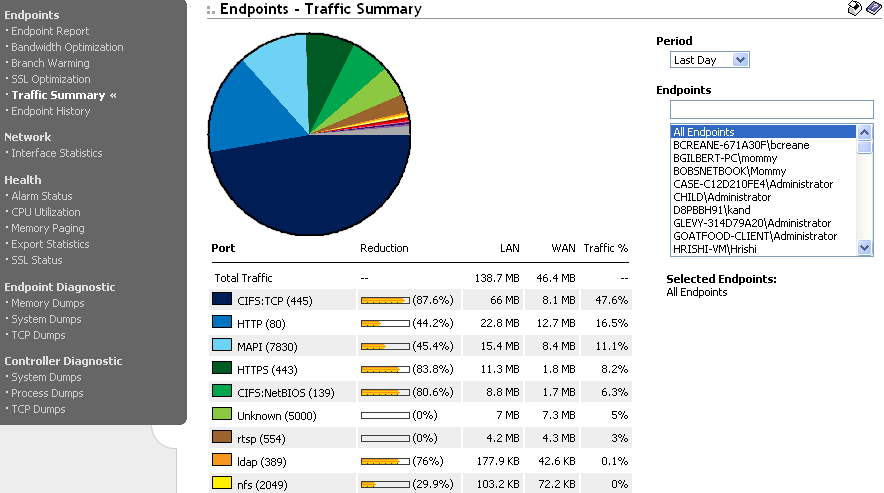 Endpoints
Endpoint Report
Bandwidth Optimization
Branch Warming
SSL Optimization
Traffic Summary «
Endpoint History
Network
Interface Statistics
Health
Alarm Status
CPU Utilization
Memory Paging
Export Statistics
SSL Status
Endpoint Diagnostic
Memory Dumps
System Dumps
TCP Dumps
Controller Diagnostic
System Dumps
Process Dumps
TCP Dumps
Endpoints - Traffic Summary
Port Reduction LAN WAN Traffic %
Total Traffic -- 138.7 MB 46.4 MB --
CIFS:TCP (445) (87.6%) 66 MB 8.1 MB 47.6%
HTTP (80) (44.2%) 22.8 MB 12.7 MB 16.5%
MAPI (7830) (45.4%) 15.4 MB 8.4 MB 11.1%
HTTPS (443) (83.8%) 11.3 MB 1.8 MB 8.2%
CIFS:NetBIOS (139) (80.6%) 8.8 MB 1.7 MB 6.3%
Unknown (5000) (0%) 7 MB 7.3 MB 5%
rtsp (554) (0%) 4.2 MB 4.3 MB 3%
ldap (389) (76%) 177.9 KB 42.6 KB 0.1%
nfs (2049) (29.9%) 103.2 KB 72.2 KB 0%
Period
Last Day
Endpoints
All Endpoints
BCREANE-671A30F\bcreane
BGILBERT-PC\mommy
BOBSNETBOOK\Mommy
CASE-C12D210FE4\Administrator
CHILD\Administrator
D8PBBH91\kand
GLEVY-314D79A20\Administrator
GOATFOOD-CLIENT\Administrator
HRISHI-VM\Hrishi
Selected Endpoints:
All Endpoints